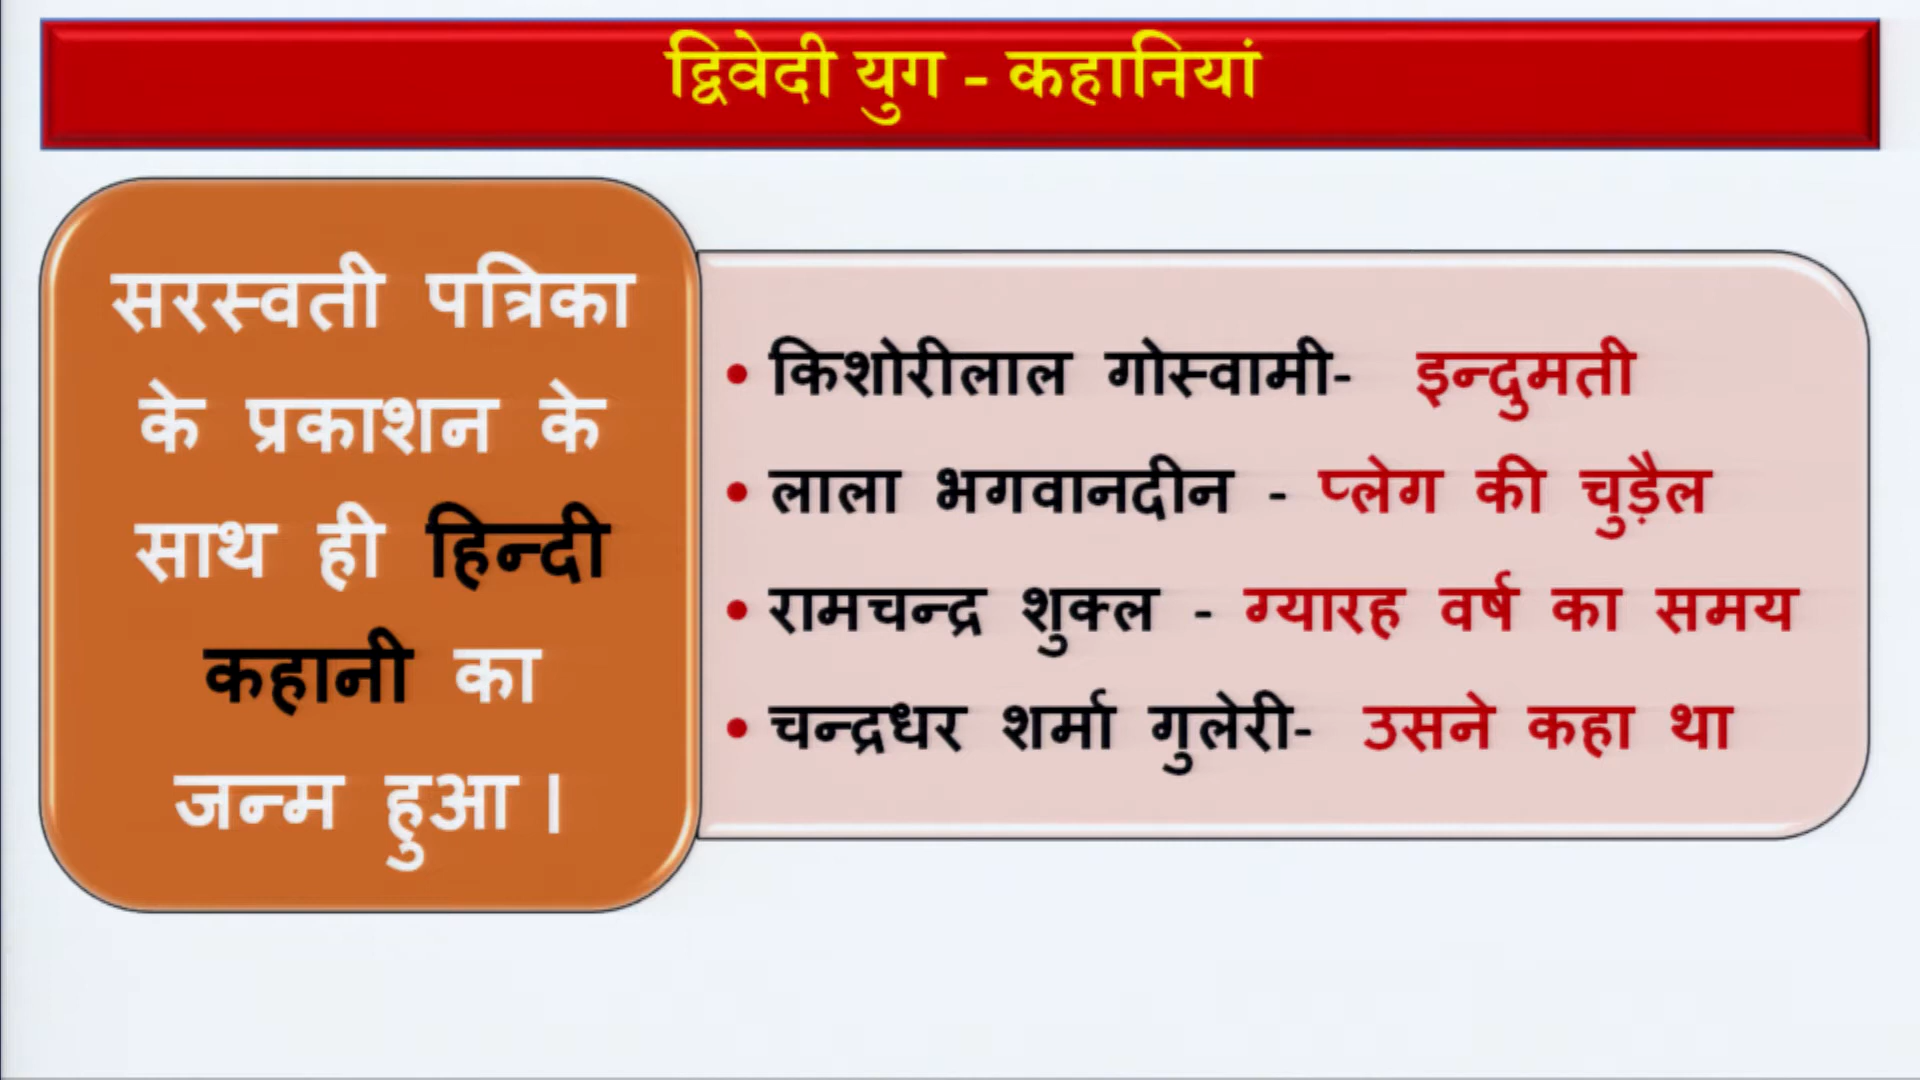 द्विवेदी युग - कहानियां
सरस्वती पत्रिका
के प्रकाशन के
साथ ही हिन्दी
कहानी का
जन्म हुआ।
• किशोरीलाल गोस्वामी- इन्दुमती
• लाला भगवानदीन - प्लेग की चुड़ैल
• रामचन्द्र शुक्ल - ग्यारह वर्ष का समय
• चन्द्रधर शर्मा गुलेरी- उसने कहा था